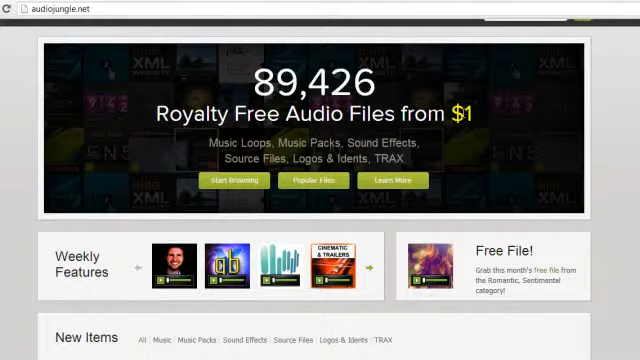 audiojungle.net
89,426
Royalty Free Audio Files from $1
Music Loops, Music Packs, Sound Effects,
Source Files, Logos & Idents, TRAX
Start Browsing Popular Files Learn More
Weekly
Features
CINEMATIC
& TRAILERS
Free File!
Grab this month's free file from
the Romantic, Sentimental
category!
New Items All Music Music Packs Sound Effects Source Files Logos & Idents TRAX